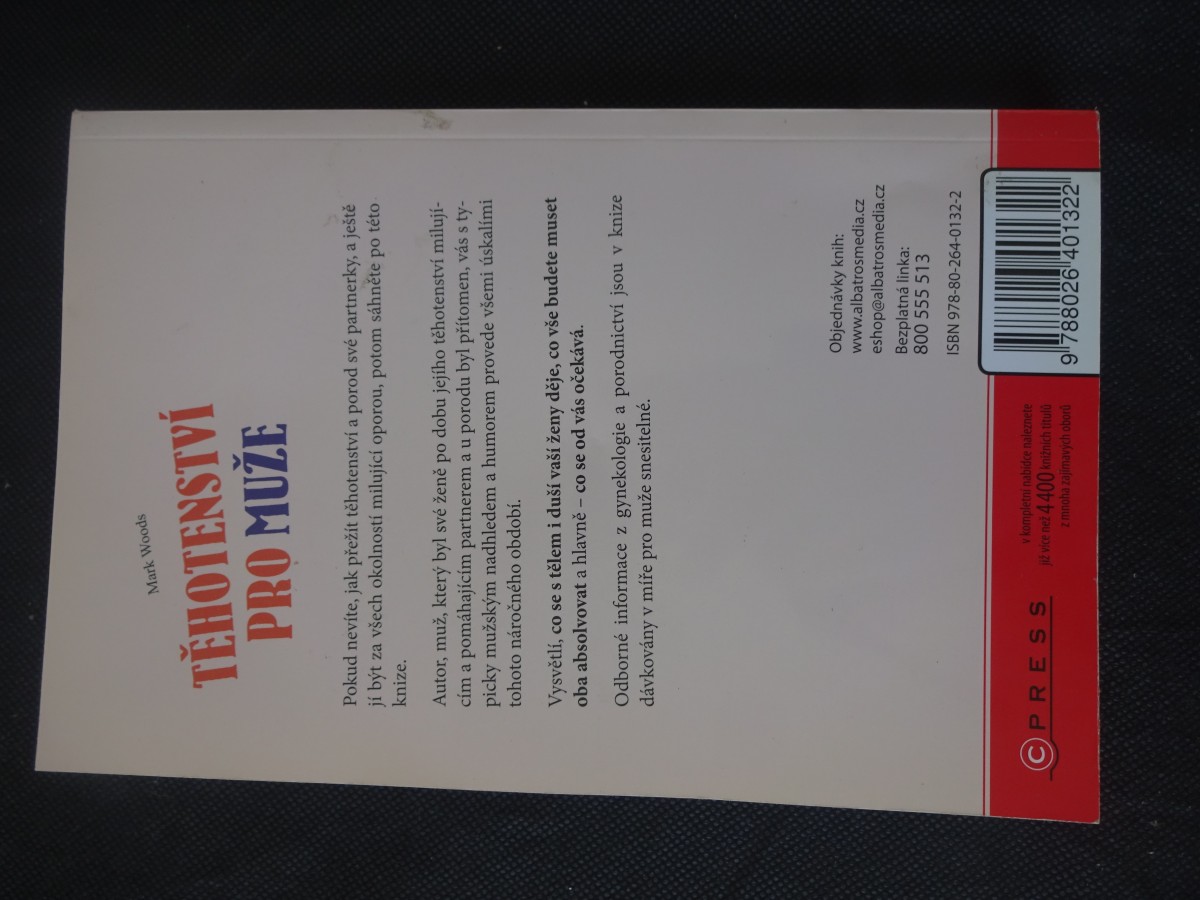 Mark Woods
TĚHOTENSTVÍ
PRO MUŽE
Pokud nevíte, jak přežít těhotenství a porod své partnerky, a ještě
jí být za všech okolností milující oporou, potom sáhněte po této
knize.
Autor, muž, který byl své ženě po dobu jejího těhotenství milují-
cím a pomáhajícím partnerem a u porodu byl přítomen, vás s ty-
picky mužským nadhledem a humorem provede všemi úskalími
tohoto náročného období.
Vysvětlí, co se s tělem i duší vaší ženy děje, co vše budete muset
oba absolvovat a hlavně – co se od vás očekává.
Odborné informace z gynekologie a porodnictví jsou v knize
dávkovány v míře pro muže snesitelné.
Objednávky knih:
www.albatrosmedia.cz
eshop@albatrosmedia.cz
Bezplatná linka:
800 555 513
ISBN 978-80-264-0132-2
9 788026 401322
C PRESS
v kompletní nabídce naleznete
již více než 4 400 knižních titulů
z mnoha zajímavých oborů